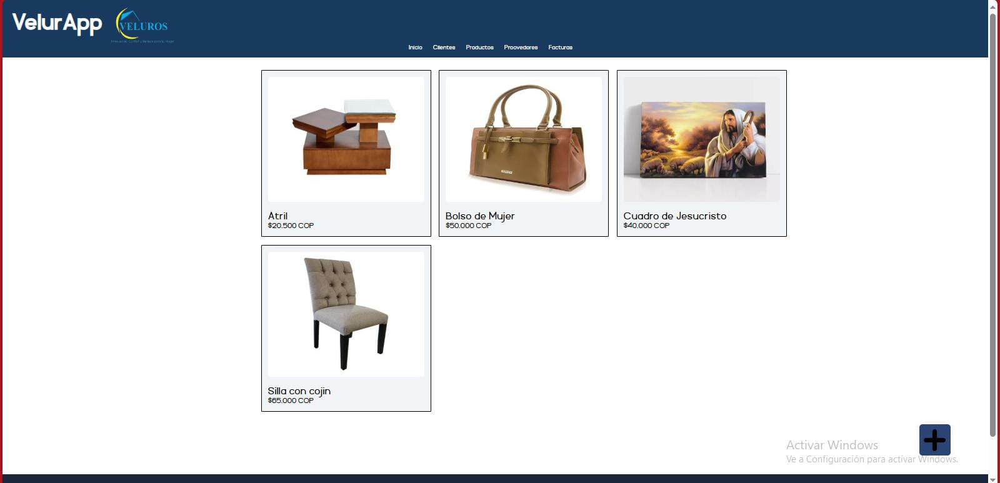 VelurApp
VELUROS
Inicio Clientes Productos Proovedores Facturas
Atril
$20.500 COP
Bolso de Mujer
$50.000 COP
Cuadro de Jesucristo
$40.000 COP
Silla con cojin
$65.000 COP
Activar Windows
Ve a Configuración para activar Windows.